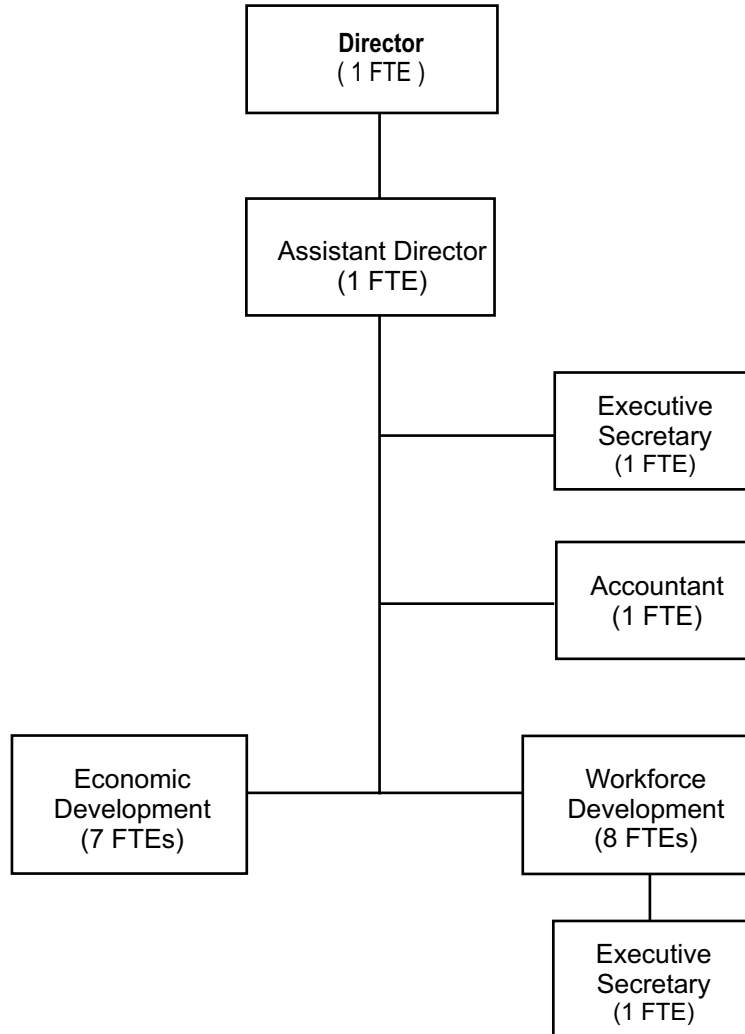 Director
( 1 FTE )
Assistant Director
(1 FTE)
Executive
Secretary
(1 FTE)
Accountant
(1 FTE)
Economic
Development
(7 FTEs)
Workforce
Development
(8 FTEs)
Executive
Secretary
(1 FTE)